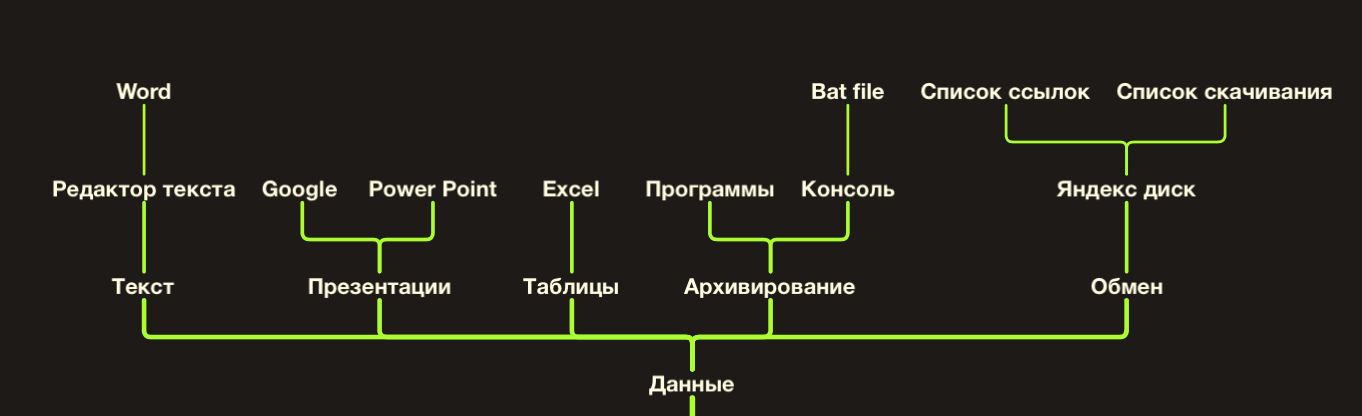 Word Bat file Список ссылок Список скачивания
Редактор текста Google Power Point Excel Программы Консоль Яндекс диск
Текст Презентации Таблицы Архивирование Обмен
Данные